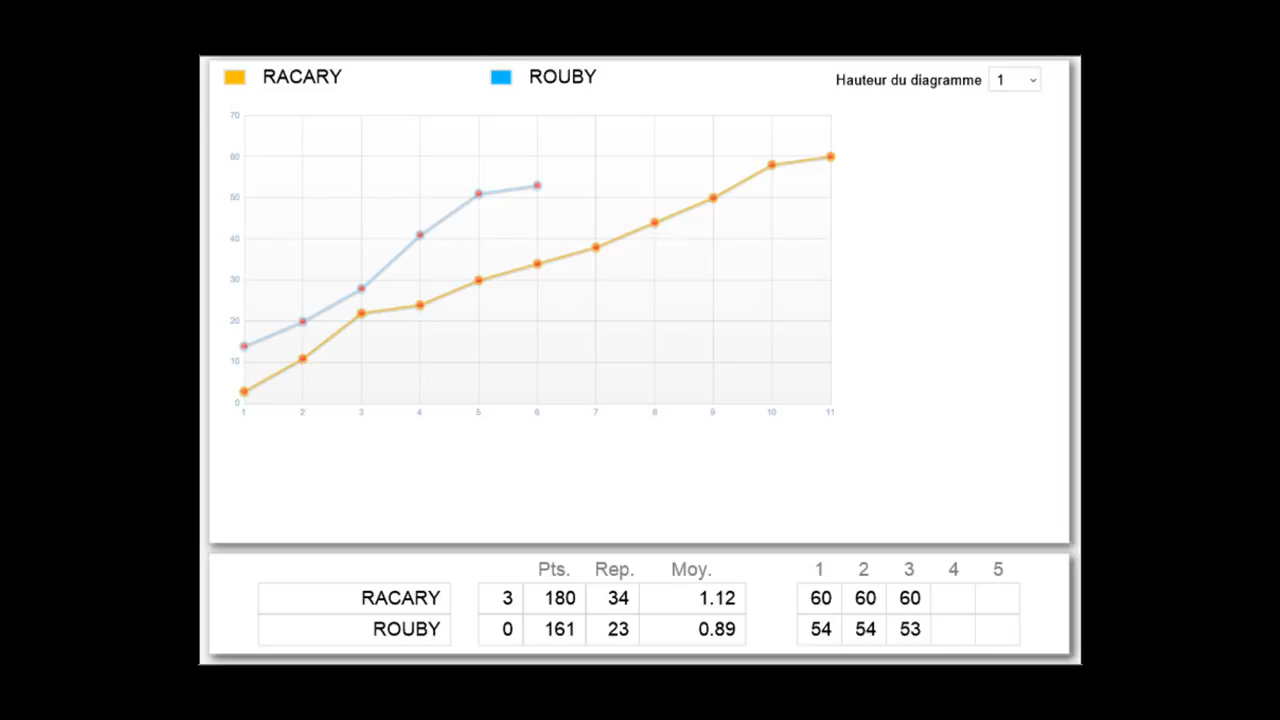 RACARY ROUBY Hauteur du diagramme 1
70
60
50
40
30
20
10
0
1 2 3 4 5 6 7 8 9 10 11
Pts. Rep. Moy. 1 2 3 4 5
RACARY 3 180 34 1.12 60 60 60
ROUBY 0 161 23 0.89 54 54 53